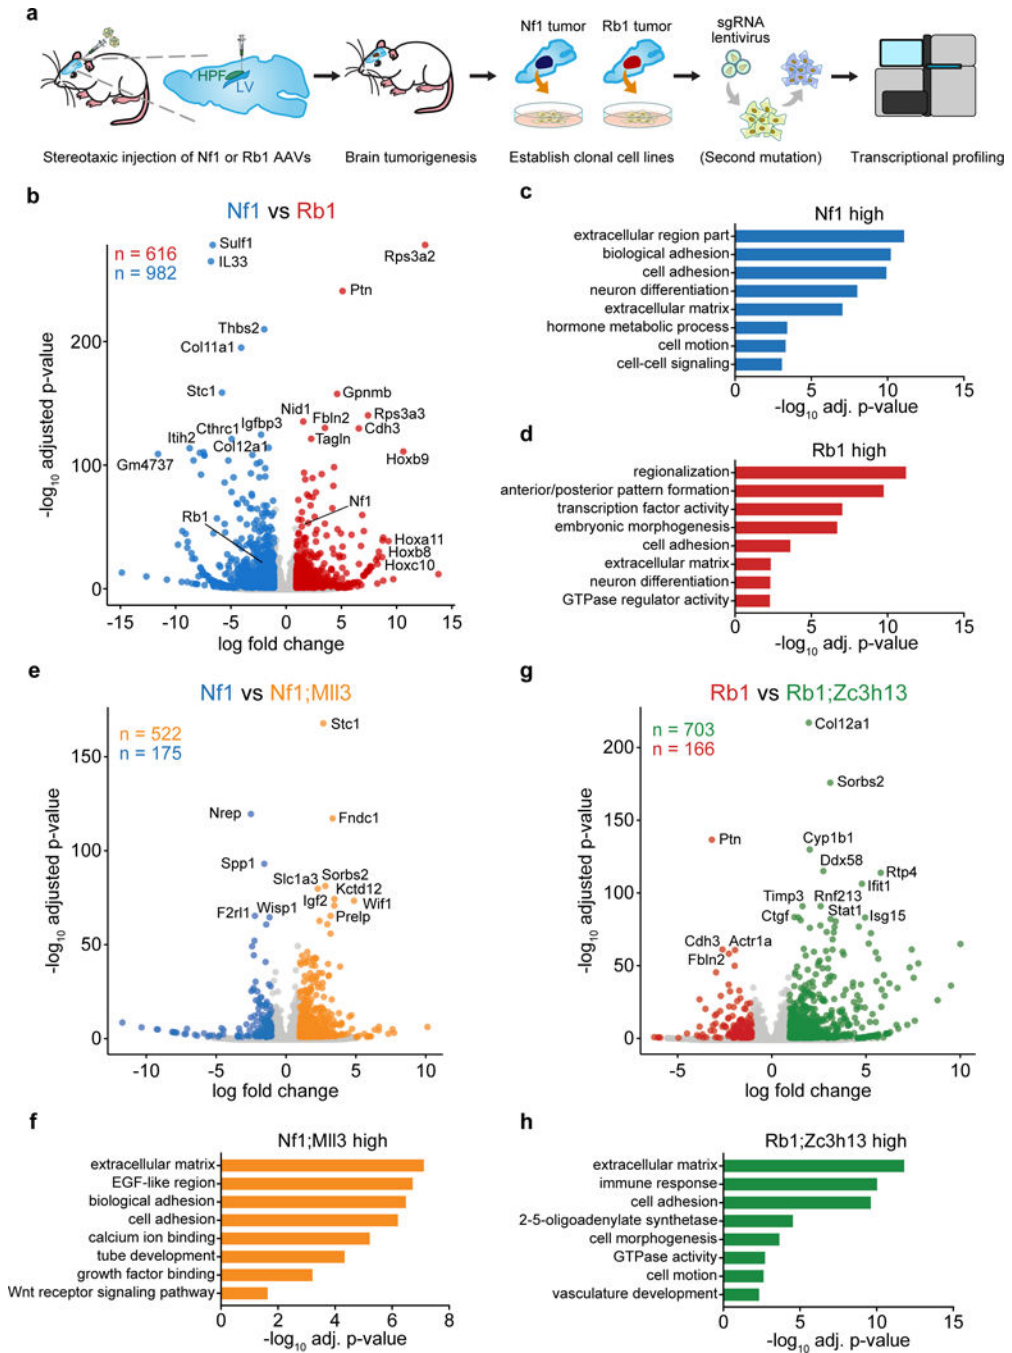 a
Nf1 tumor
Rb1 tumor
sgRNA
lentivirus
HPF
LV
Stereotaxic injection of Nf1 or Rb1 AAVs
Brain tumorigenesis
Establish clonal cell lines
(Second mutation)
Transcriptional profiling
b
Nf1 vs Rb1
n = 616
n = 982
Sulf1
IL33
Rps3a2
Ptn
Thbs2
Col11a1
Stc1
Gpnmb
Nid1
Fbln2
Rps3a3
Cdh3
Tagln
Cthrc1
Igfbp3
Itih2
Col12a1
Gm4737
Hoxb9
Nf1
Rb1
Hoxa11
Hoxb8
Hoxc10
200
100
0
-15
-10
-5
0
5
10
15
-log10 adjusted p-value
log fold change
c
Nf1 high
extracellular region part
biological adhesion
cell adhesion
neuron differentiation
extracellular matrix
hormone metabolic process
cell motion
cell-cell signaling
0
5
10
15
-log10 adj. p-value
d
Rb1 high
regionalization
anterior/posterior pattern formation
transcription factor activity
embryonic morphogenesis
cell adhesion
extracellular matrix
neuron differentiation
GTPase regulator activity
0
5
10
15
-log10 adj. p-value
e
Nf1 vs Nf1;Mll3
n = 522
n = 175
Stc1
Nrep
Fndc1
Spp1
Slc1a3
Sorbs2
Kctd12
Igf2
Wif1
F2rl1
Wisp1
Prelp
150
100
50
0
-10
-5
0
5
10
-log10 adjusted p-value
log fold change
g
Rb1 vs Rb1;Zc3h13
n = 703
n = 166
Col12a1
Sorbs2
Ptn
Cyp1b1
Ddx58
Rtp4
Ifit1
Timp3
Rnf213
Ctgf
Stat1
Isg15
Cdh3
Actr1a
Fbln2
200
150
100
50
0
-5
0
5
10
-log10 adjusted p-value
log fold change
f
Nf1;Mll3 high
extracellular matrix
EGF-like region
biological adhesion
cell adhesion
calcium ion binding
tube development
growth factor binding
Wnt receptor signaling pathway
0
2
4
6
8
-log10 adj. p-value
h
Rb1;Zc3h13 high
extracellular matrix
immune response
cell adhesion
2-5-oligoadenylate synthetase
cell morphogenesis
GTPase activity
cell motion
vasculature development
0
5
10
15
-log10 adj. p-value